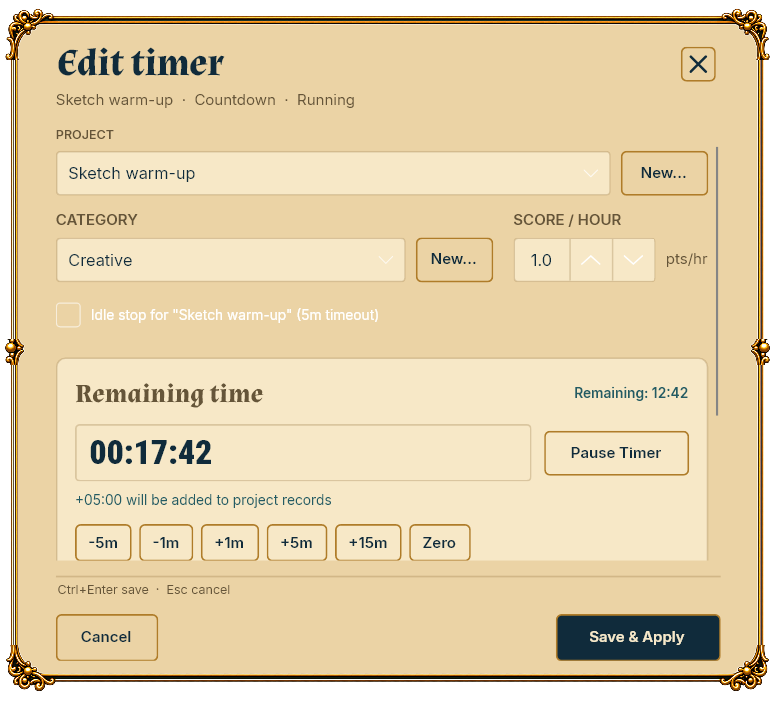 Edit timer
Sketch warm-up · Countdown · Running
PROJECT
Sketch warm-up
New...
CATEGORY
SCORE / HOUR
Creative
New...
1.0
pts/hr
Idle stop for "Sketch warm-up" (5m timeout)
Remaining time
Remaining: 12:42
00:17:42
Pause Timer
+05:00 will be added to project records
-5m
-1m
+1m
+5m
+15m
Zero
Ctrl+Enter save · Esc cancel
Cancel
Save & Apply